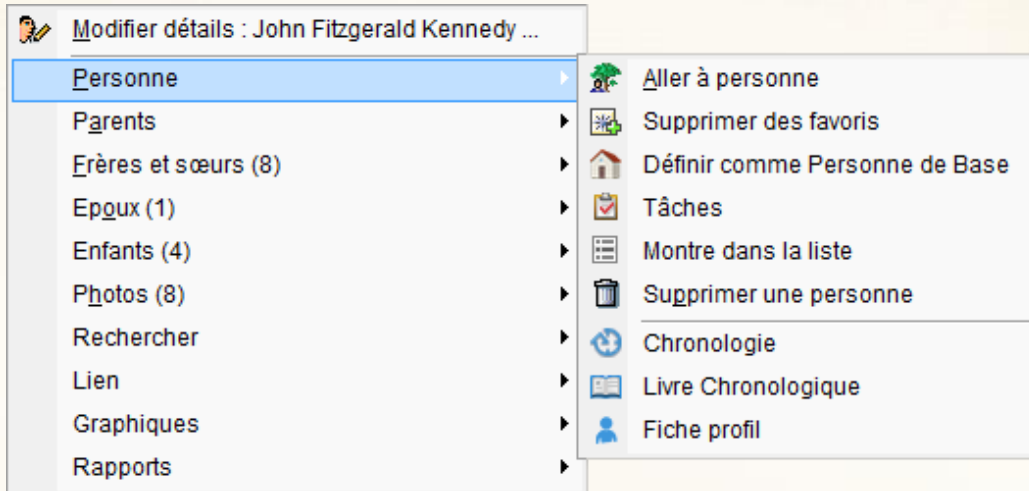 Modifier détails : John Fitzgerald Kennedy ...
Personne
Parents
Frères et sœurs (8)
Epoux (1)
Enfants (4)
Photos (8)
Rechercher
Lien
Graphiques
Rapports
Aller à personne
Supprimer des favoris
Définir comme Personne de Base
Tâches
Montre dans la liste
Supprimer une personne
Chronologie
Livre Chronologique
Fiche profil